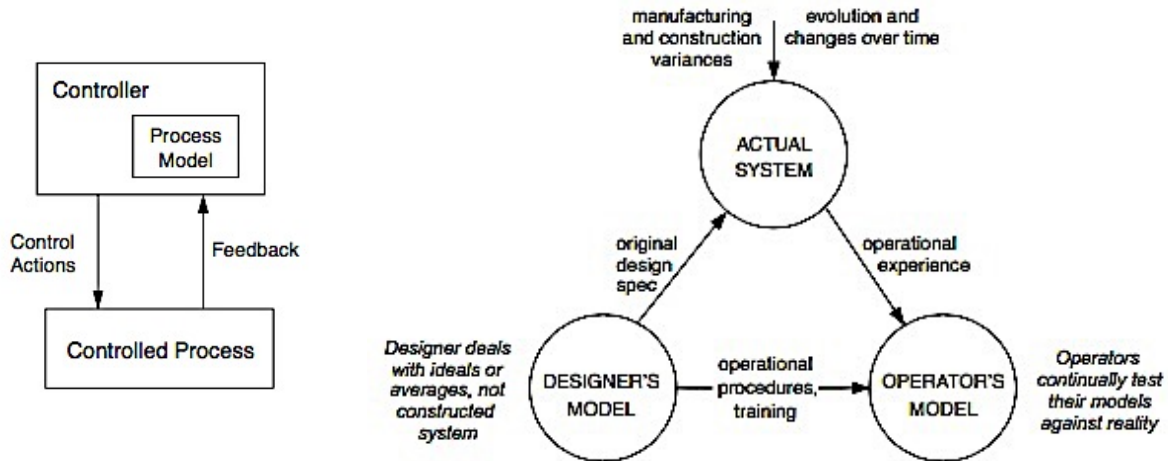 Controller
Process
Model
Control
Actions
Feedback
Controlled Process
manufacturing
and construction
variances
evolution and
changes over time
ACTUAL
SYSTEM
original
design
spec
operational
experience
Designer deals
with ideals or
averages, not
constructed
system
DESIGNER'S
MODEL
operational
procedures,
training
OPERATOR'S
MODEL
Operators
continually test
their models
against reality